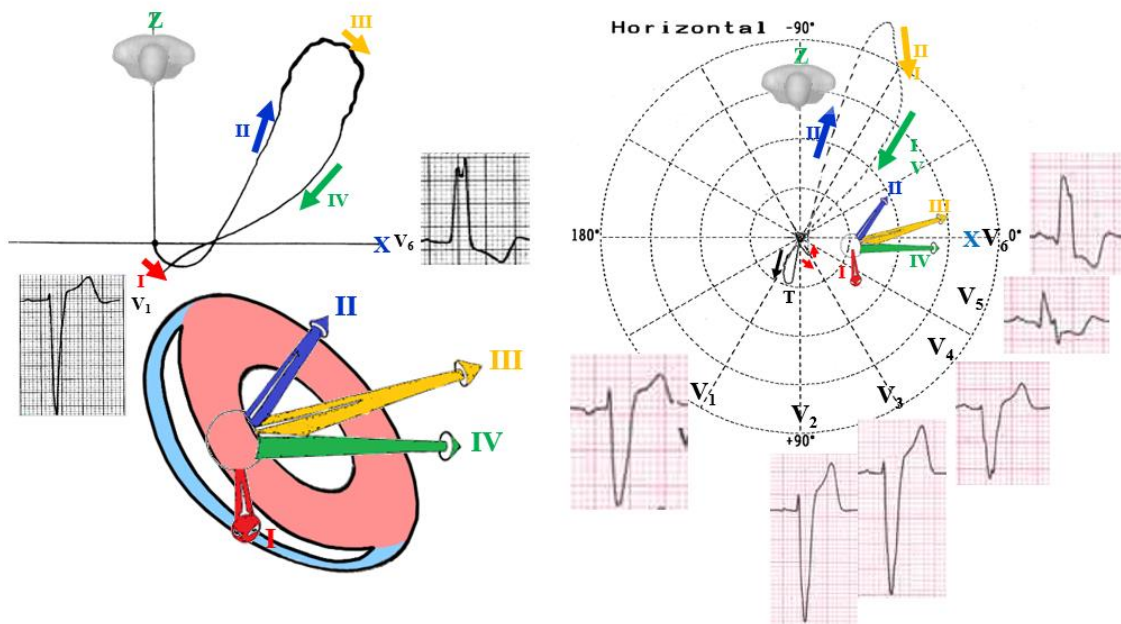 Z
III
II
IV
X V6
I
V1
II
III
IV
I
Horizontal
-90°
Z
II
I
II
I
V
II
III
IV
I
180°
X V6 0°
T
V5
V4
V1
V2
V3
+90°